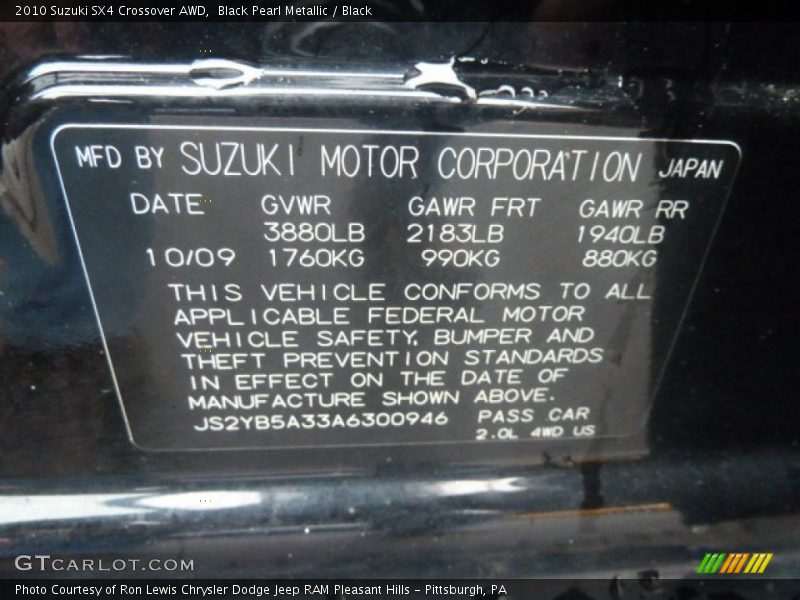 2010 Suzuki SX4 Crossover AWD,  Black Pearl Metallic / Black
MFD BY SUZUKI MOTOR CORPORATION JAPAN
DATE GVWR GAWR FRT GAWR RR
3880LB 2183LB 1940LB
10/09 1760KG 990KG 880KG
THIS VEHICLE CONFORMS TO ALL
APPLICABLE FEDERAL MOTOR
VEHICLE SAFETY, BUMPER AND
THEFT PREVENTION STANDARDS
IN EFFECT ON THE DATE OF
MANUFACTURE SHOWN ABOVE.
JS2YB5A33A6300946 PASS CAR
2.0L 4WD US
GTCARLOT.COM
Photo Courtesy of Ron Lewis Chrysler Dodge Jeep RAM Pleasant Hills - Pittsburgh, PA